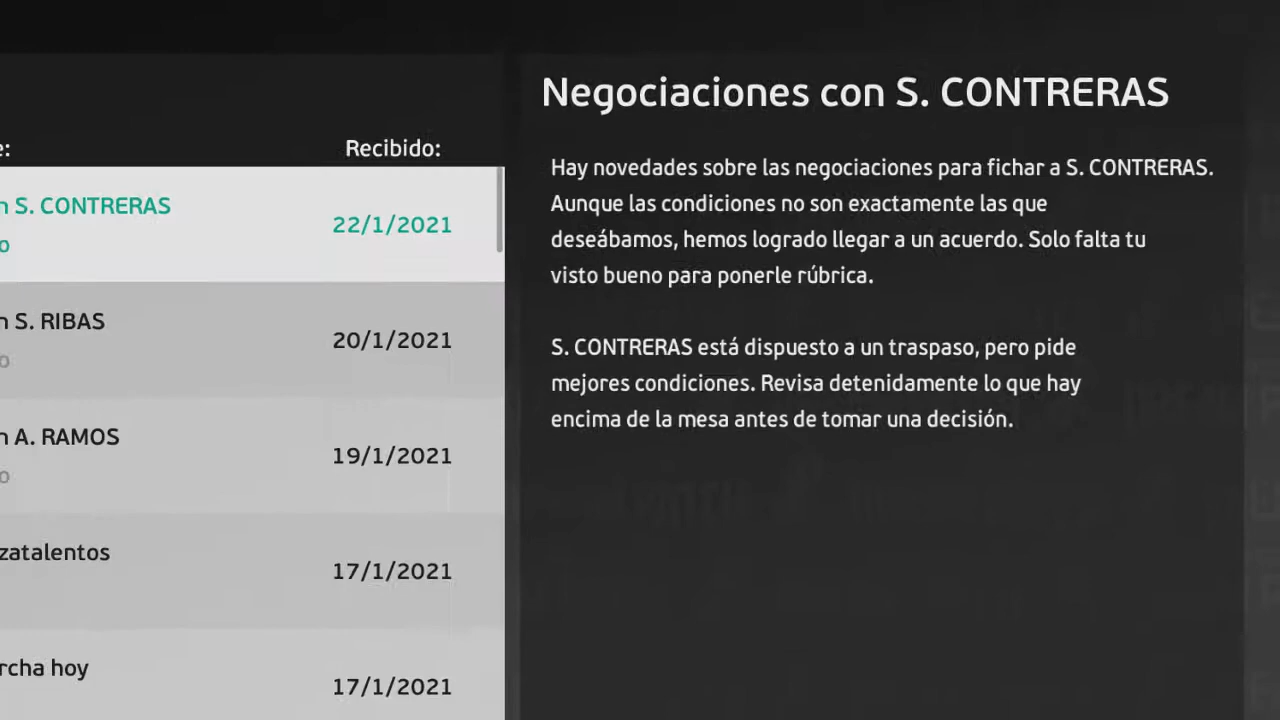 Negociaciones con S. CONTRERAS
e:
Recibido:
n S. CONTRERAS
22/1/2021
o
n S. RIBAS
20/1/2021
o
n A. RAMOS
19/1/2021
o
zatalentos
17/1/2021
rcha hoy
17/1/2021
Hay novedades sobre las negociaciones para fichar a S. CONTRERAS.
Aunque las condiciones no son exactamente las que
deseábamos, hemos logrado llegar a un acuerdo. Solo falta tu
visto bueno para ponerle rúbrica.
S. CONTRERAS está dispuesto a un traspaso, pero pide
mejores condiciones. Revisa detenidamente lo que hay
encima de la mesa antes de tomar una decisión.